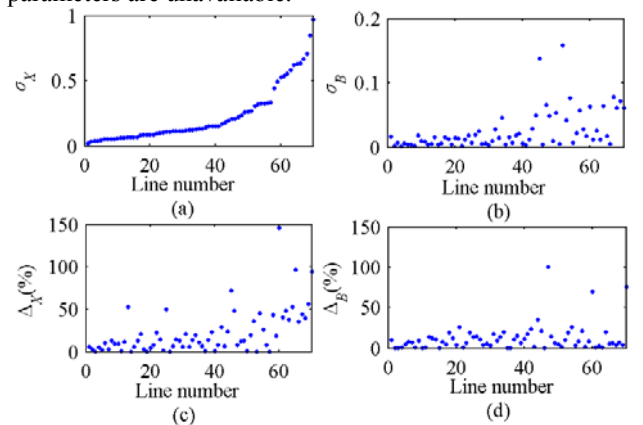 parameters are unavailable.
1
0.5
0
σX
0 20 40 60
Line number
(a)
0.2
0.1
0
σB
0 20 40 60
Line number
(b)
150
100
50
0
ΔX(%)
0 20 40 60
Line number
(c)
150
100
50
0
ΔB(%)
0 20 40 60
Line number
(d)